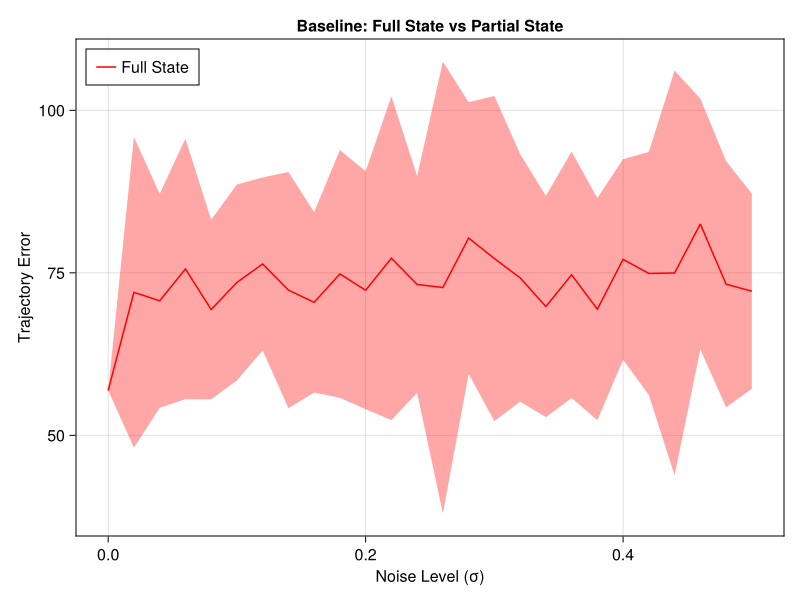 Baseline: Full State vs Partial State
Full State
Trajectory Error
100
75
50
0.0
0.2
0.4
Noise Level (σ)